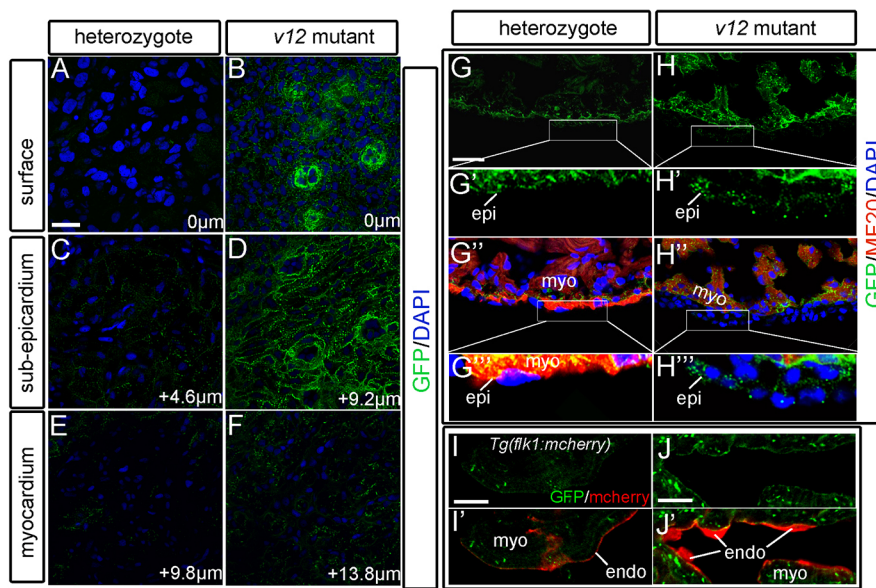 heterozygote
v12 mutant
surface
A
0µm
B
0µm
sub-epicardium
C
+4.6µm
D
+9.2µm
myocardium
E
+9.8µm
F
+13.8µm
GFP/DAPI
heterozygote
v12 mutant
G
H
G'
epi
H'
epi
G''
myo
H''
myo
G'''
myo
epi
H'''
epi
GFP/MF20/DAPI
I
Tg(flk1:mcherry)
GFP/mcherry
J
I'
myo
endo
J'
endo
myo